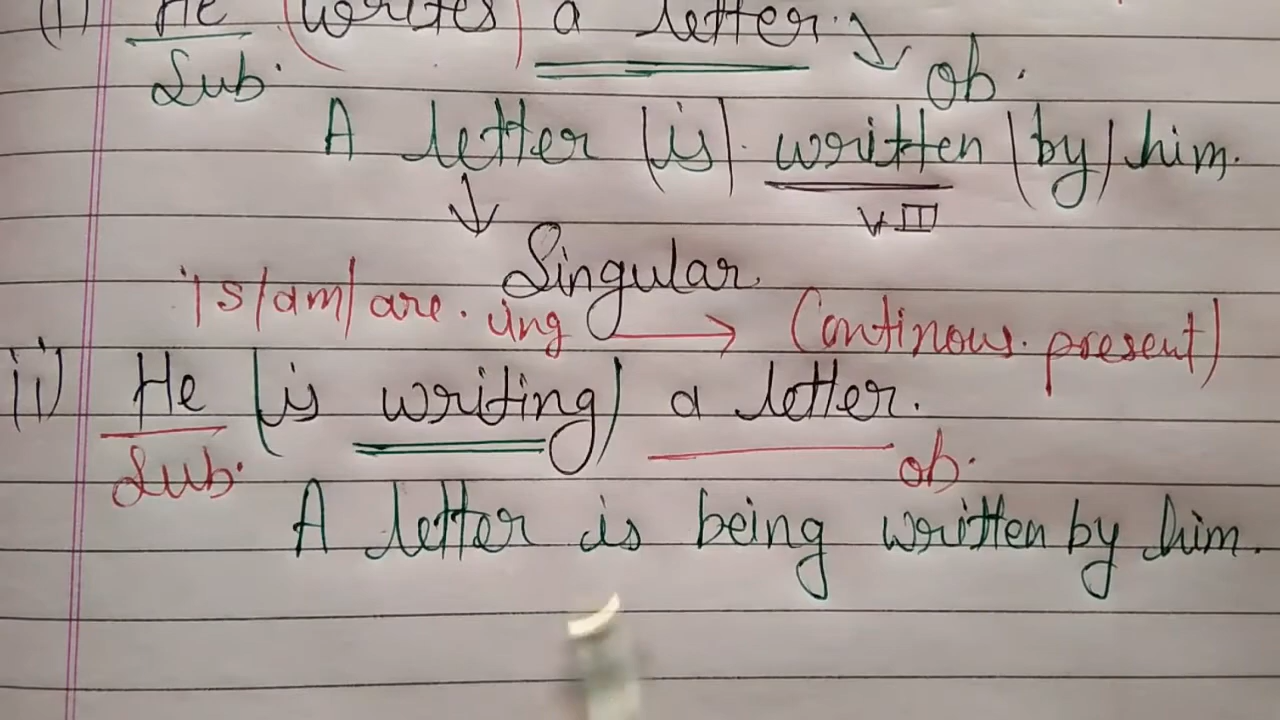 (i) He (writes) a letter.
Sub. ob.
A letter (is). written (by) him.
V III
Singular.
is/am/are. ing → (Continous. present)
ii) He (is writing) a letter.
Sub. ob.
A letter is being written by him.